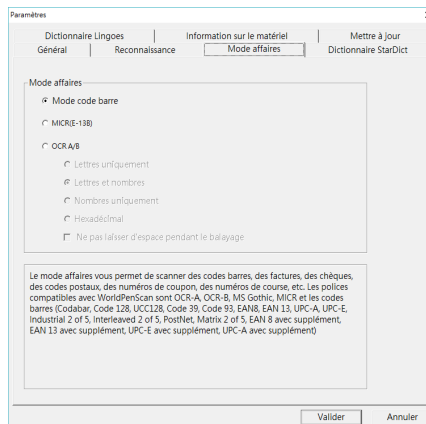 Paramètres
Dictionnaire Lingoes Information sur le matériel Mettre à jour
Général Reconnaissance Mode affaires Dictionnaire StarDict
Mode affaires
Mode code barre
MICR(E-13B)
OCR A/B
Lettres uniquement
Lettres et nombres
Nombres uniquement
Hexadécimal
Ne pas laisser d'espace pendant le balayage
Le mode affaires vous permet de scanner des codes barres, des factures, des chèques,
des codes postaux, des numéros de coupon, des numéros de course, etc. Les polices
compatibles avec WorldPenScan sont OCR-A, OCR-B, MS Gothic, MICR et les codes
barres (Codabar, Code 128, UCC128, Code 39, Code 93, EAN8, EAN 13, UPC-A, UPC-E,
Industrial 2 of 5, Interleaved 2 of 5, PostNet, Matrix 2 of 5, EAN 8 avec supplément,
EAN 13 avec supplément, UPC-E avec supplément, UPC-A avec supplément)
Valider Annuler